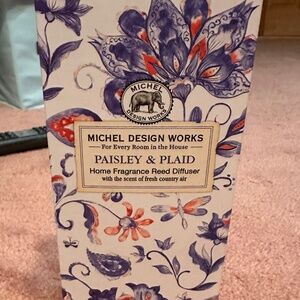 MICHEL
DESIGN WORKS
MICHEL DESIGN WORKS
For Every Room in the House
PAISLEY & PLAID
Home Fragrance Reed Diffuser
with the scent of fresh country air